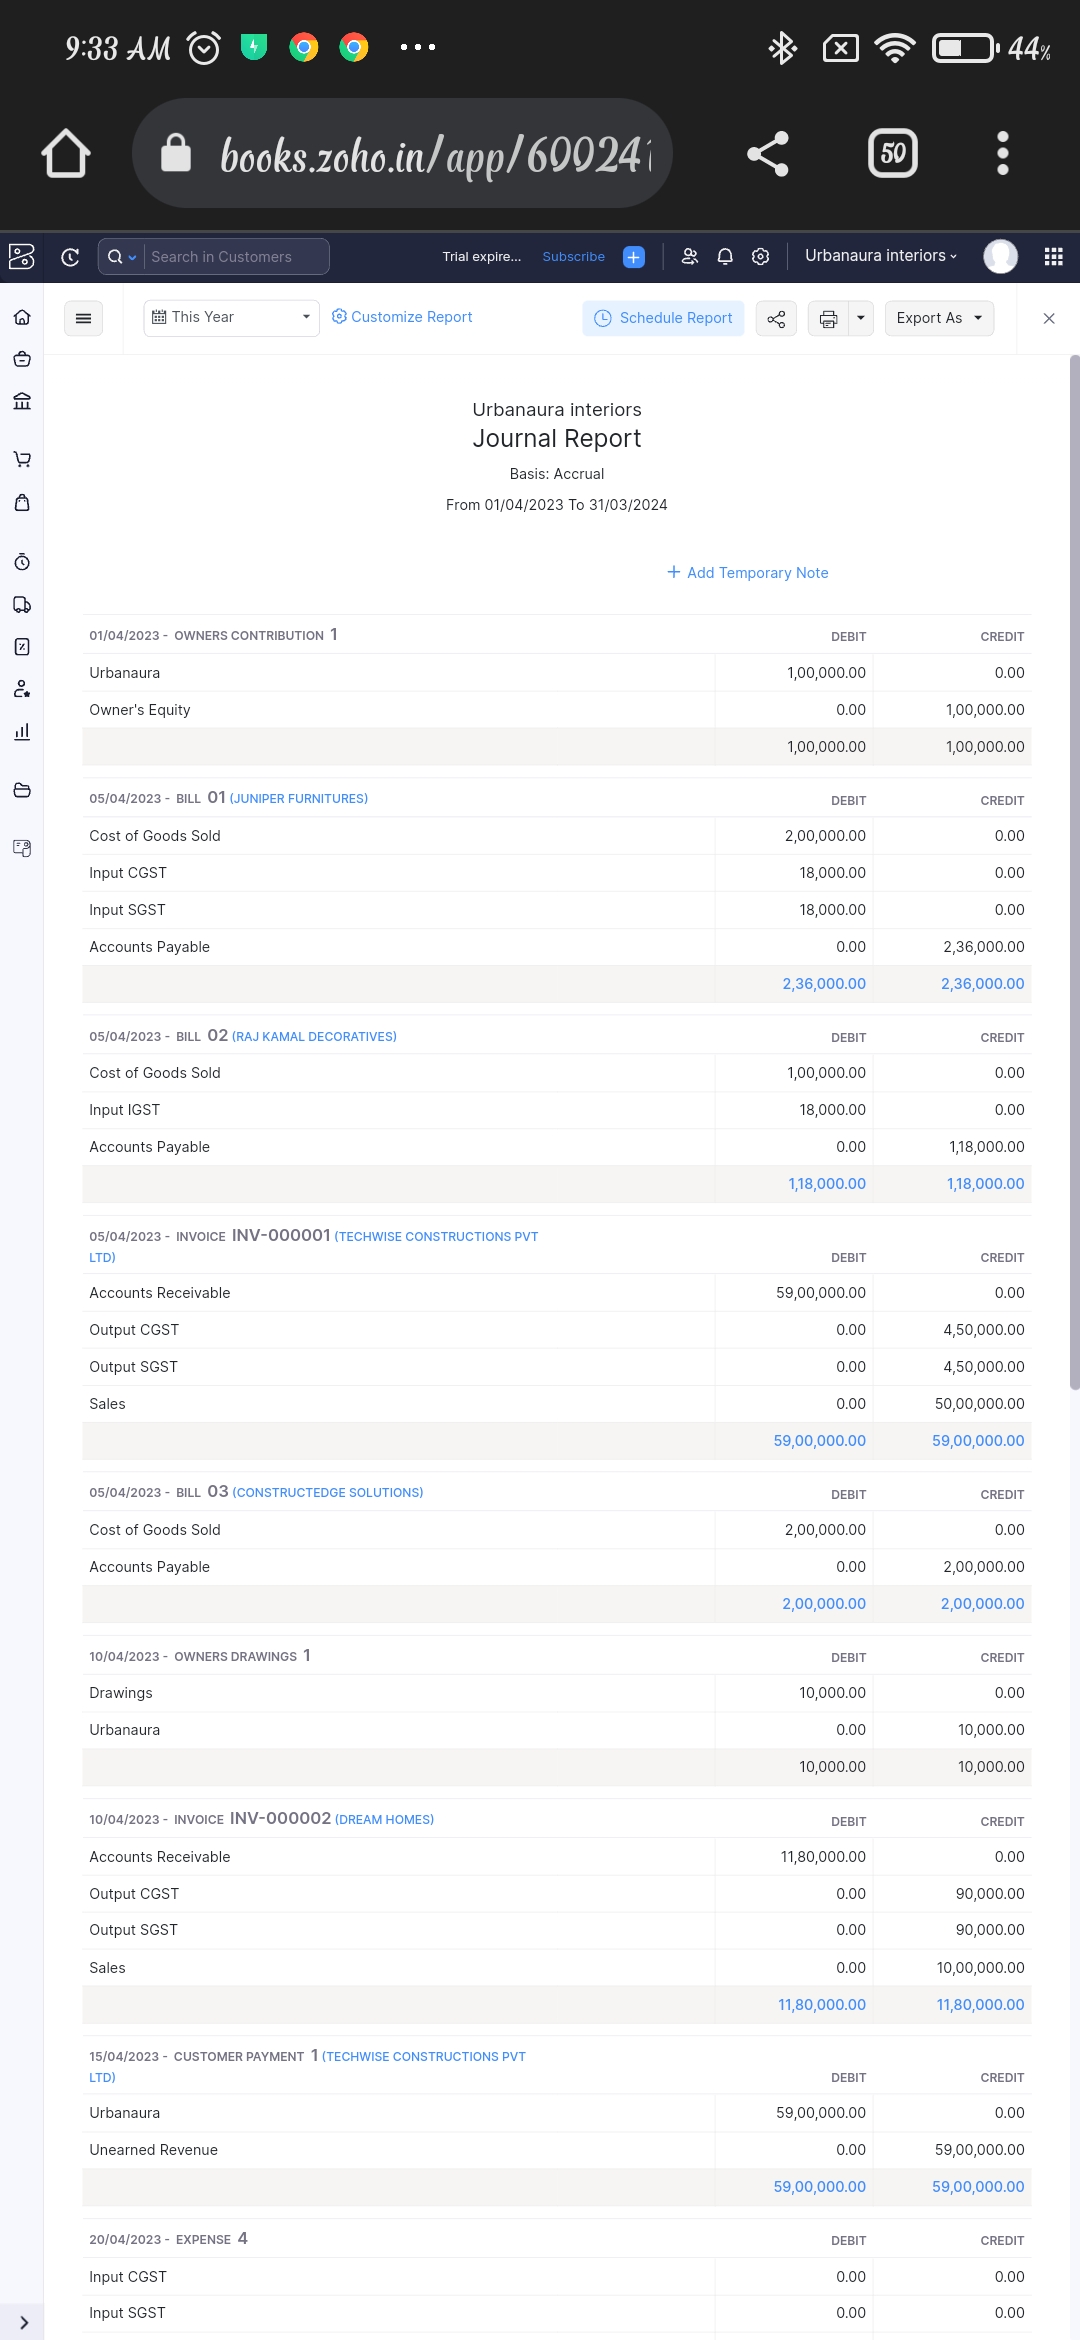 9:33 AM 44%
books.zoho.in/app/60024 50
Search in Customers Trial expire... Subscribe Urbanaura interiors
This Year Customize Report Schedule Report Export As
Urbanaura interiors
Journal Report
Basis: Accrual
From 01/04/2023 To 31/03/2024
+ Add Temporary Note
01/04/2023 - OWNERS CONTRIBUTION 1 DEBIT CREDIT
Urbanaura 1,00,000.00 0.00
Owner's Equity 0.00 1,00,000.00
1,00,000.00 1,00,000.00
05/04/2023 - BILL 01 (JUNIPER FURNITURES) DEBIT CREDIT
Cost of Goods Sold 2,00,000.00 0.00
Input CGST 18,000.00 0.00
Input SGST 18,000.00 0.00
Accounts Payable 0.00 2,36,000.00
2,36,000.00 2,36,000.00
05/04/2023 - BILL 02 (RAJ KAMAL DECORATIVES) DEBIT CREDIT
Cost of Goods Sold 1,00,000.00 0.00
Input IGST 18,000.00 0.00
Accounts Payable 0.00 1,18,000.00
1,18,000.00 1,18,000.00
05/04/2023 - INVOICE INV-000001 (TECHWISE CONSTRUCTIONS PVT
LTD) DEBIT CREDIT
Accounts Receivable 59,00,000.00 0.00
Output CGST 0.00 4,50,000.00
Output SGST 0.00 4,50,000.00
Sales 0.00 50,00,000.00
59,00,000.00 59,00,000.00
05/04/2023 - BILL 03 (CONSTRUCTEDGE SOLUTIONS) DEBIT CREDIT
Cost of Goods Sold 2,00,000.00 0.00
Accounts Payable 0.00 2,00,000.00
2,00,000.00 2,00,000.00
10/04/2023 - OWNERS DRAWINGS 1 DEBIT CREDIT
Drawings 10,000.00 0.00
Urbanaura 0.00 10,000.00
10,000.00 10,000.00
10/04/2023 - INVOICE INV-000002 (DREAM HOMES) DEBIT CREDIT
Accounts Receivable 11,80,000.00 0.00
Output CGST 0.00 90,000.00
Output SGST 0.00 90,000.00
Sales 0.00 10,00,000.00
11,80,000.00 11,80,000.00
15/04/2023 - CUSTOMER PAYMENT 1 (TECHWISE CONSTRUCTIONS PVT
LTD) DEBIT CREDIT
Urbanaura 59,00,000.00 0.00
Unearned Revenue 0.00 59,00,000.00
59,00,000.00 59,00,000.00
20/04/2023 - EXPENSE 4 DEBIT CREDIT
Input CGST 0.00 0.00
Input SGST 0.00 0.00